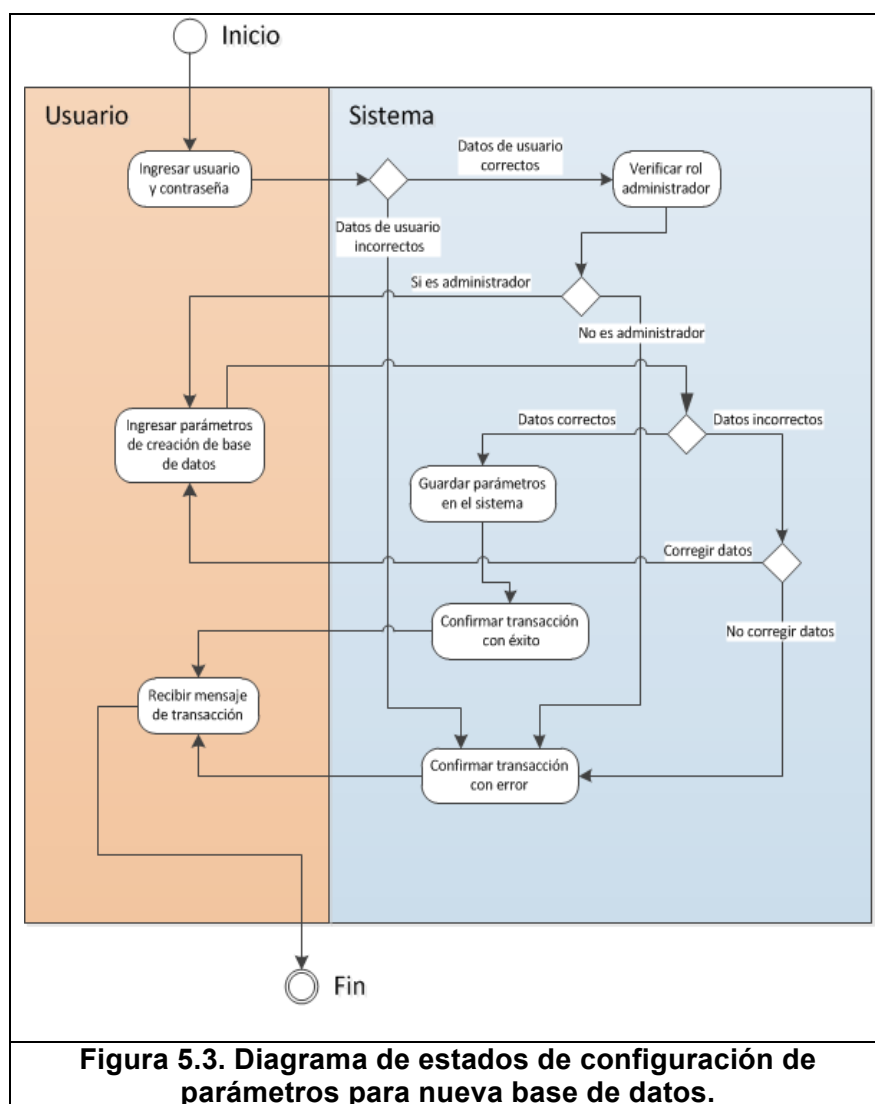 Inicio
Usuario
Sistema
Ingresar usuario
y contraseña
Datos de usuario
correctos
Verificar rol
administrador
Datos de usuario
incorrectos
Si es administrador
No es administrador
Ingresar parámetros
de creación de base
de datos
Datos correctos
Datos incorrectos
Guardar parámetros
en el sistema
Corregir datos
Confirmar transacción
con éxito
No corregir datos
Recibir mensaje
de transacción
Confirmar transacción
con error
Fin
Figura 5.3. Diagrama de estados de configuración de
parámetros para nueva base de datos.